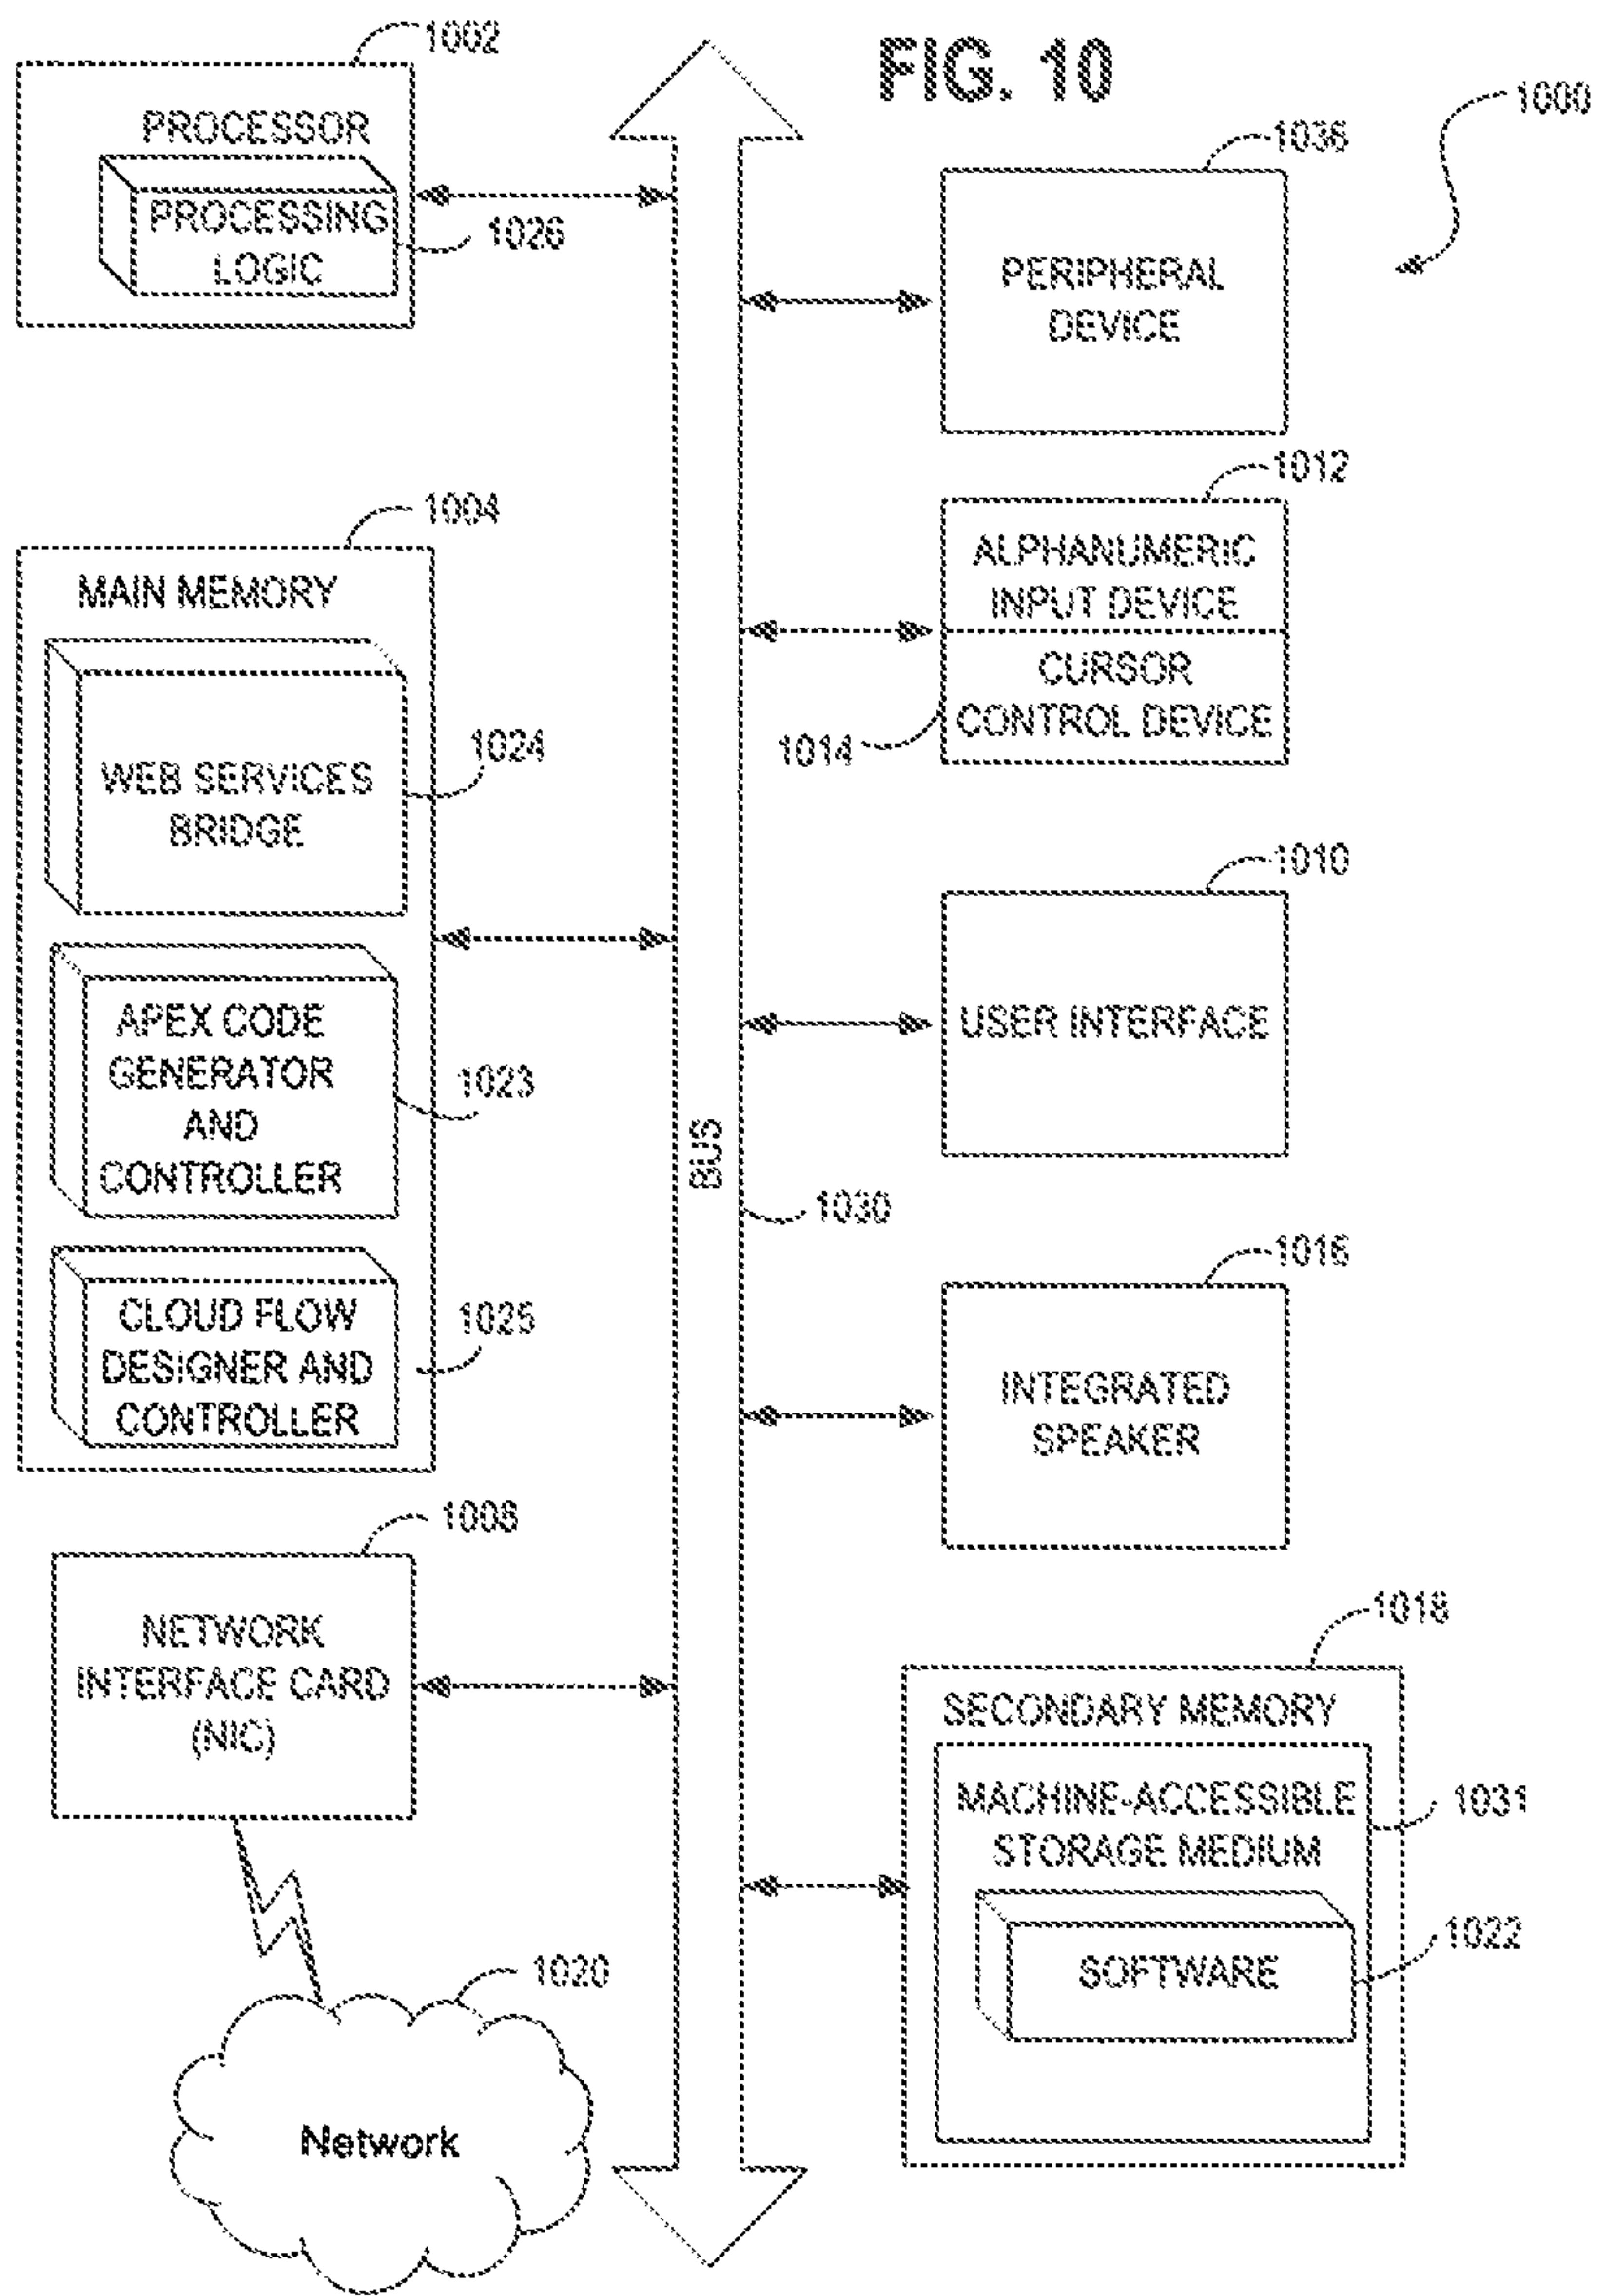 FIG. 10
1000
1002
PROCESSOR
PROCESSING
LOGIC
1026
1036
PERIPHERAL
DEVICE
1012
ALPHANUMERIC
INPUT DEVICE
CURSOR
CONTROL DEVICE
1014
1004
MAIN MEMORY
WEB SERVICES
BRIDGE
1024
APEX CODE
GENERATOR
AND
CONTROLLER
1023
CLOUD FLOW
DESIGNER AND
CONTROLLER
1025
1010
USER INTERFACE
BUS
1030
1016
INTEGRATED
SPEAKER
1008
NETWORK
INTERFACE CARD
(NIC)
1018
SECONDARY MEMORY
MACHINE-ACCESSIBLE
STORAGE MEDIUM
1031
SOFTWARE
1022
1020
Network